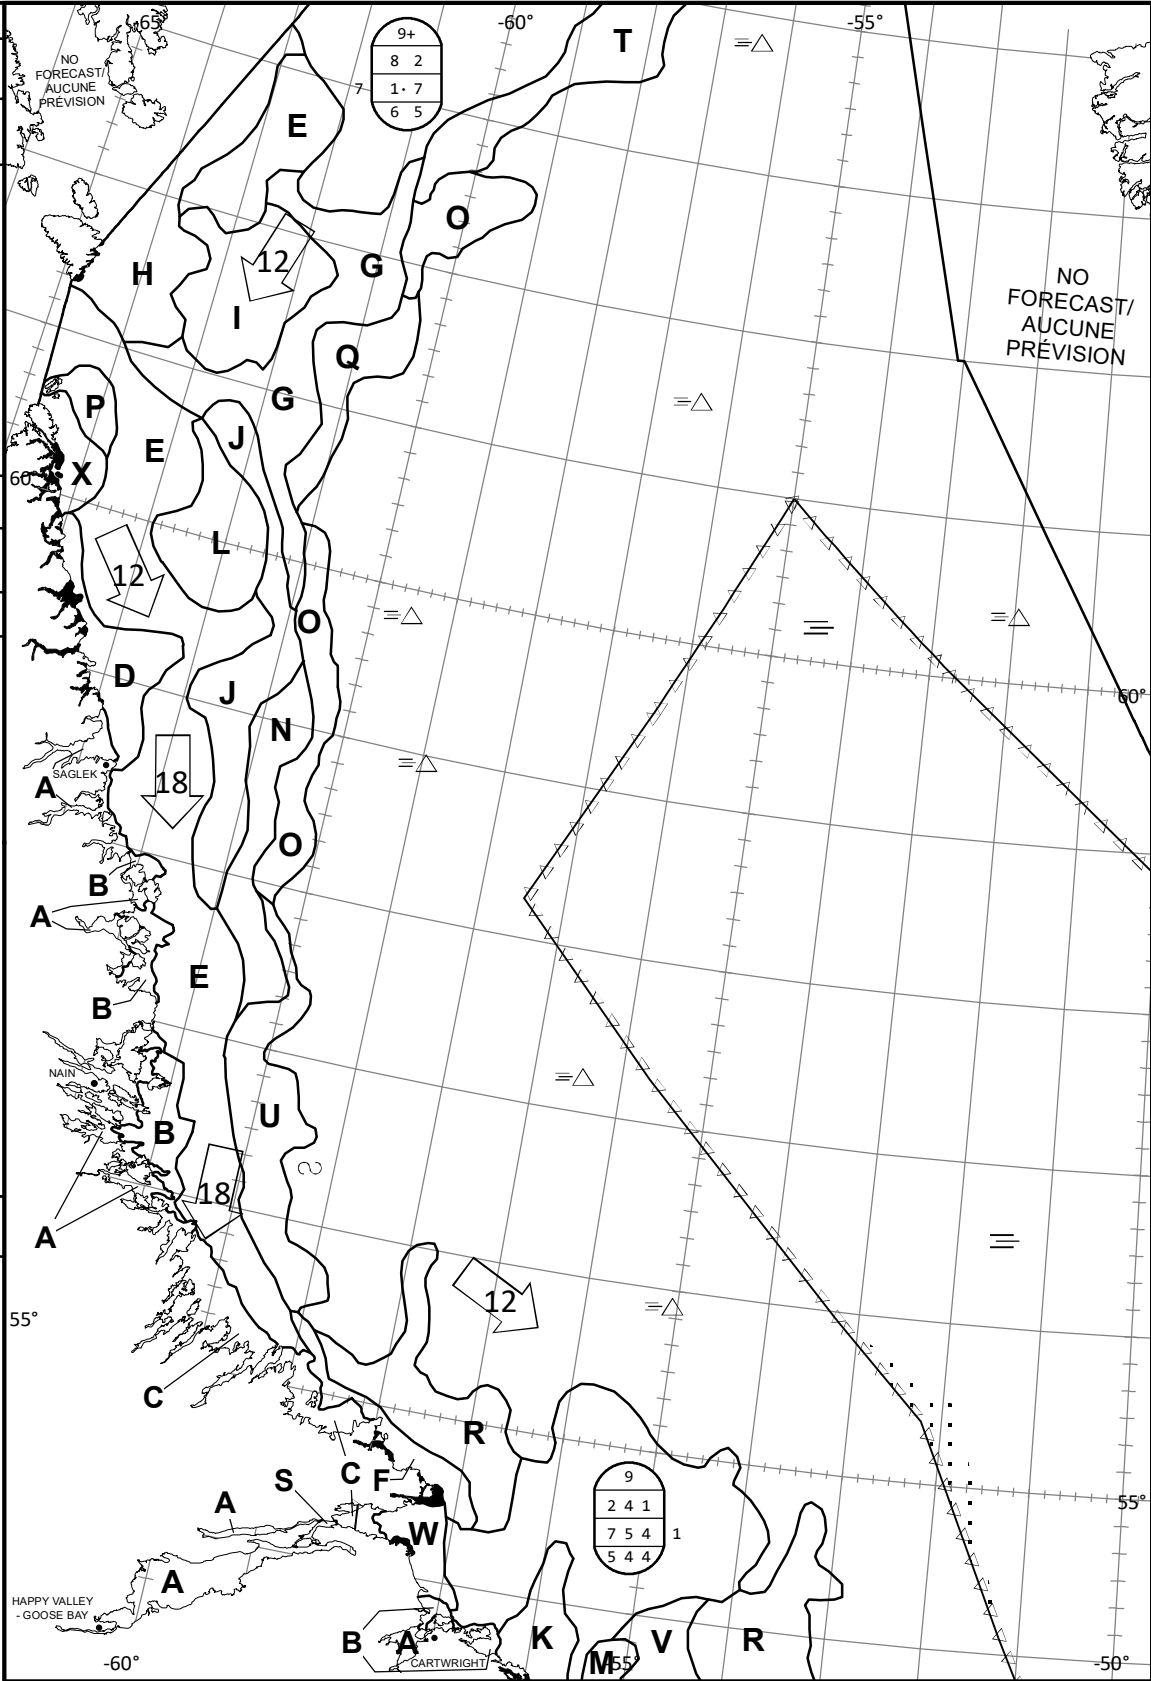 -65°
-60°
-55°
NO
FORECAST/
AUCUNE
PRÉVISION
9+
8 2
7
1· 7
6 5
T
E
O
H
12
G
I
NO
FORECAST/
AUCUNE
PRÉVISION
Q
G
P
J
E
60°
X
L
12
O
D
J
60°
N
SAGLEK
A
18
O
B
A
E
B
NAIN
U
B
18
A
12
55°
C
R
S
C
F
A
9
2 4 1
7 5 4
1
5 4 4
55°
W
A
HAPPY VALLEY
- GOOSE BAY
B
A
K
V
R
CARTWRIGHT
M
-60°
-55°
-50°